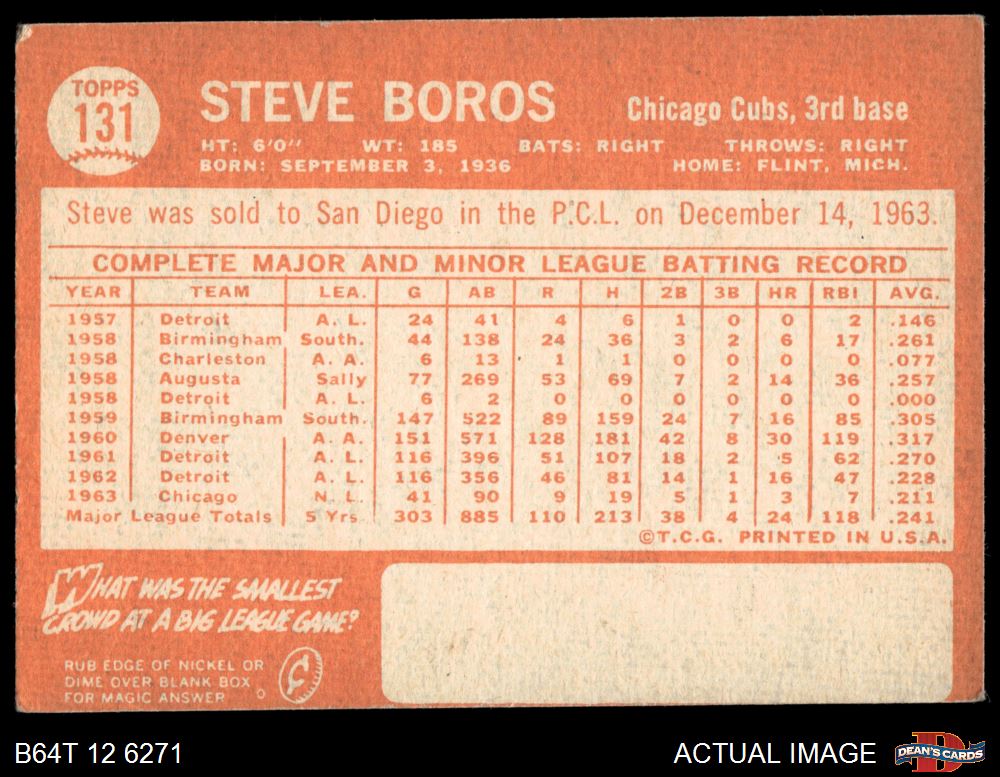 TOPPS
131
STEVE BOROS
Chicago Cubs, 3rd base
HT: 6'0" WT: 185 BATS: RIGHT THROWS: RIGHT
BORN: SEPTEMBER 3, 1936 HOME: FLINT, MICH.
Steve was sold to San Diego in the P.C.L. on December 14, 1963.
COMPLETE MAJOR AND MINOR LEAGUE BATTING RECORD
YEAR TEAM LEA. G AB R H 2B 3B HR RBI AVG.
1957 Detroit A. L. 24 41 4 6 1 0 0 2 .146
1958 Birmingham South. 44 138 24 36 3 2 6 17 .261
1958 Charleston A. A. 6 13 1 1 0 0 0 0 .077
1958 Augusta Sally 77 269 53 69 7 2 14 36 .257
1958 Detroit A. L. 6 2 0 0 0 0 0 0 .000
1959 Birmingham South. 147 522 89 159 24 7 16 85 .305
1960 Denver A. A. 151 571 128 181 42 8 30 119 .317
1961 Detroit A. L. 116 396 51 107 18 2 5 62 .270
1962 Detroit A. L. 116 356 46 81 14 1 16 47 .228
1963 Chicago N. L. 41 90 9 19 5 1 3 7 .211
Major League Totals 5 Yrs. 303 885 110 213 38 4 24 118 .241
©T.C.G. PRINTED IN U.S.A.
WHAT WAS THE SMALLEST
CROWD AT A BIG LEAGUE GAME?
RUB EDGE OF NICKEL OR
DIME OVER BLANK BOX
FOR MAGIC ANSWER
B64T 12 6271
ACTUAL IMAGE
D
DEAN'S CARDS